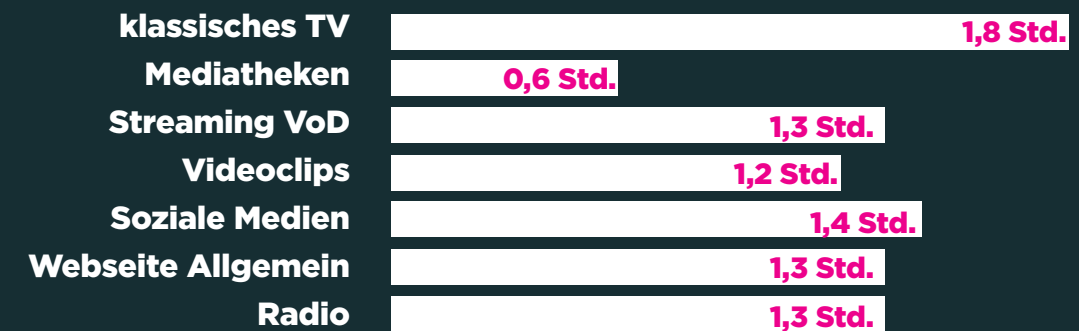 klassisches TV 1,8 Std.
Mediatheken 0,6 Std.
Streaming VoD 1,3 Std.
Videoclips 1,2 Std.
Soziale Medien 1,4 Std.
Webseite Allgemein 1,3 Std.
Radio 1,3 Std.